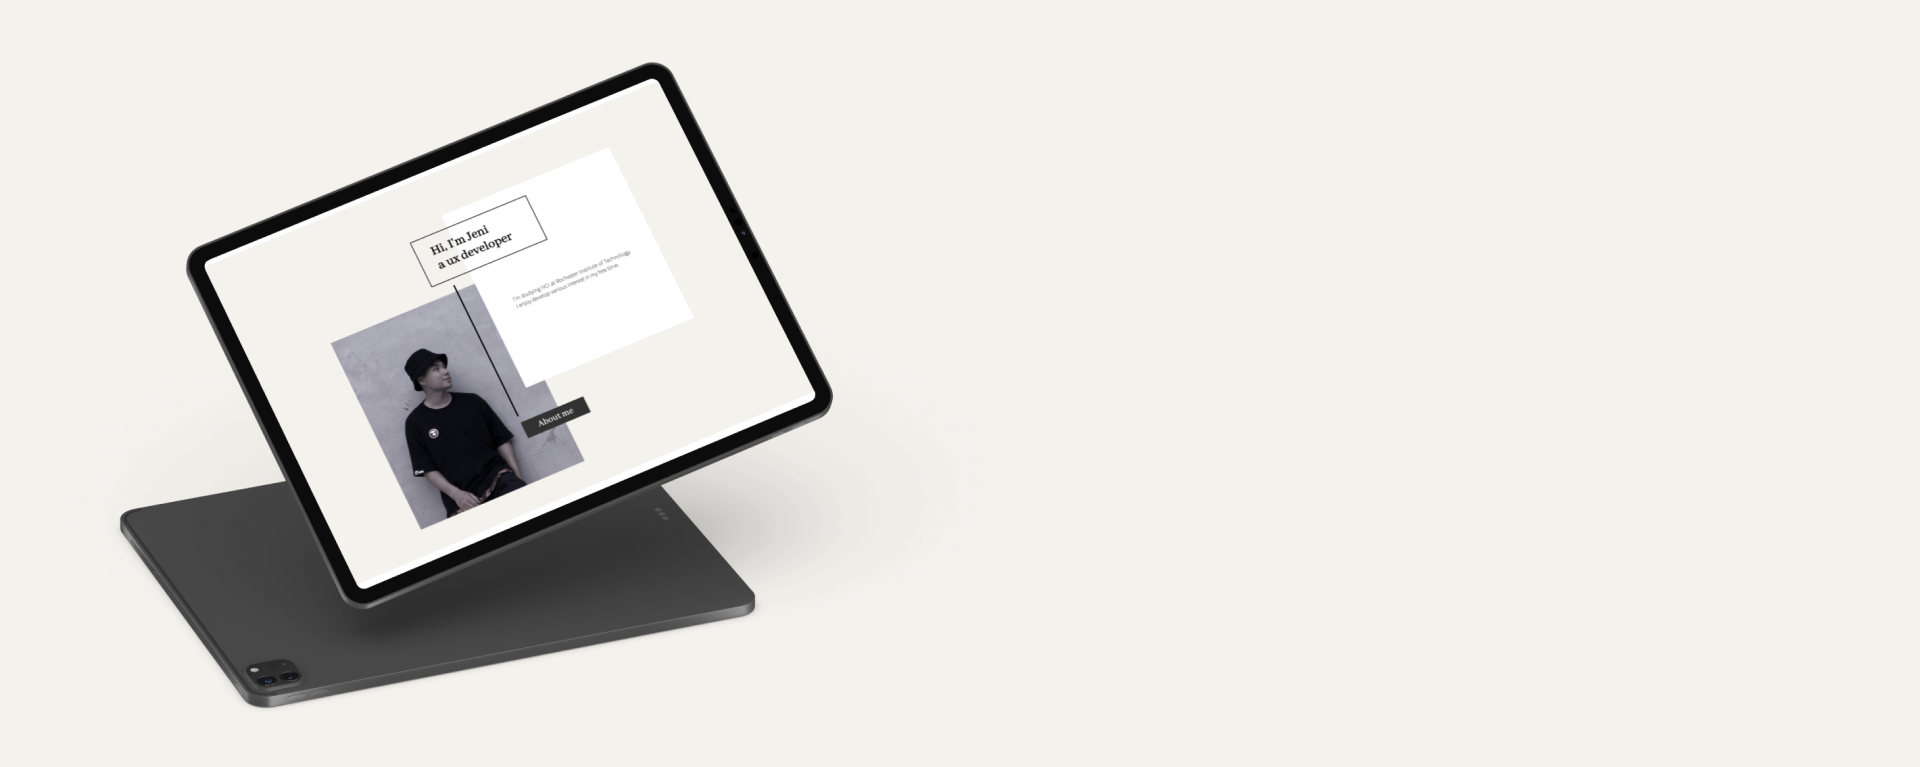 Hi, I'm Jeni
a ux developer
I'm studying HCI at Rochester Institute of Technology.
I enjoy develop various interest in my free time.
About me